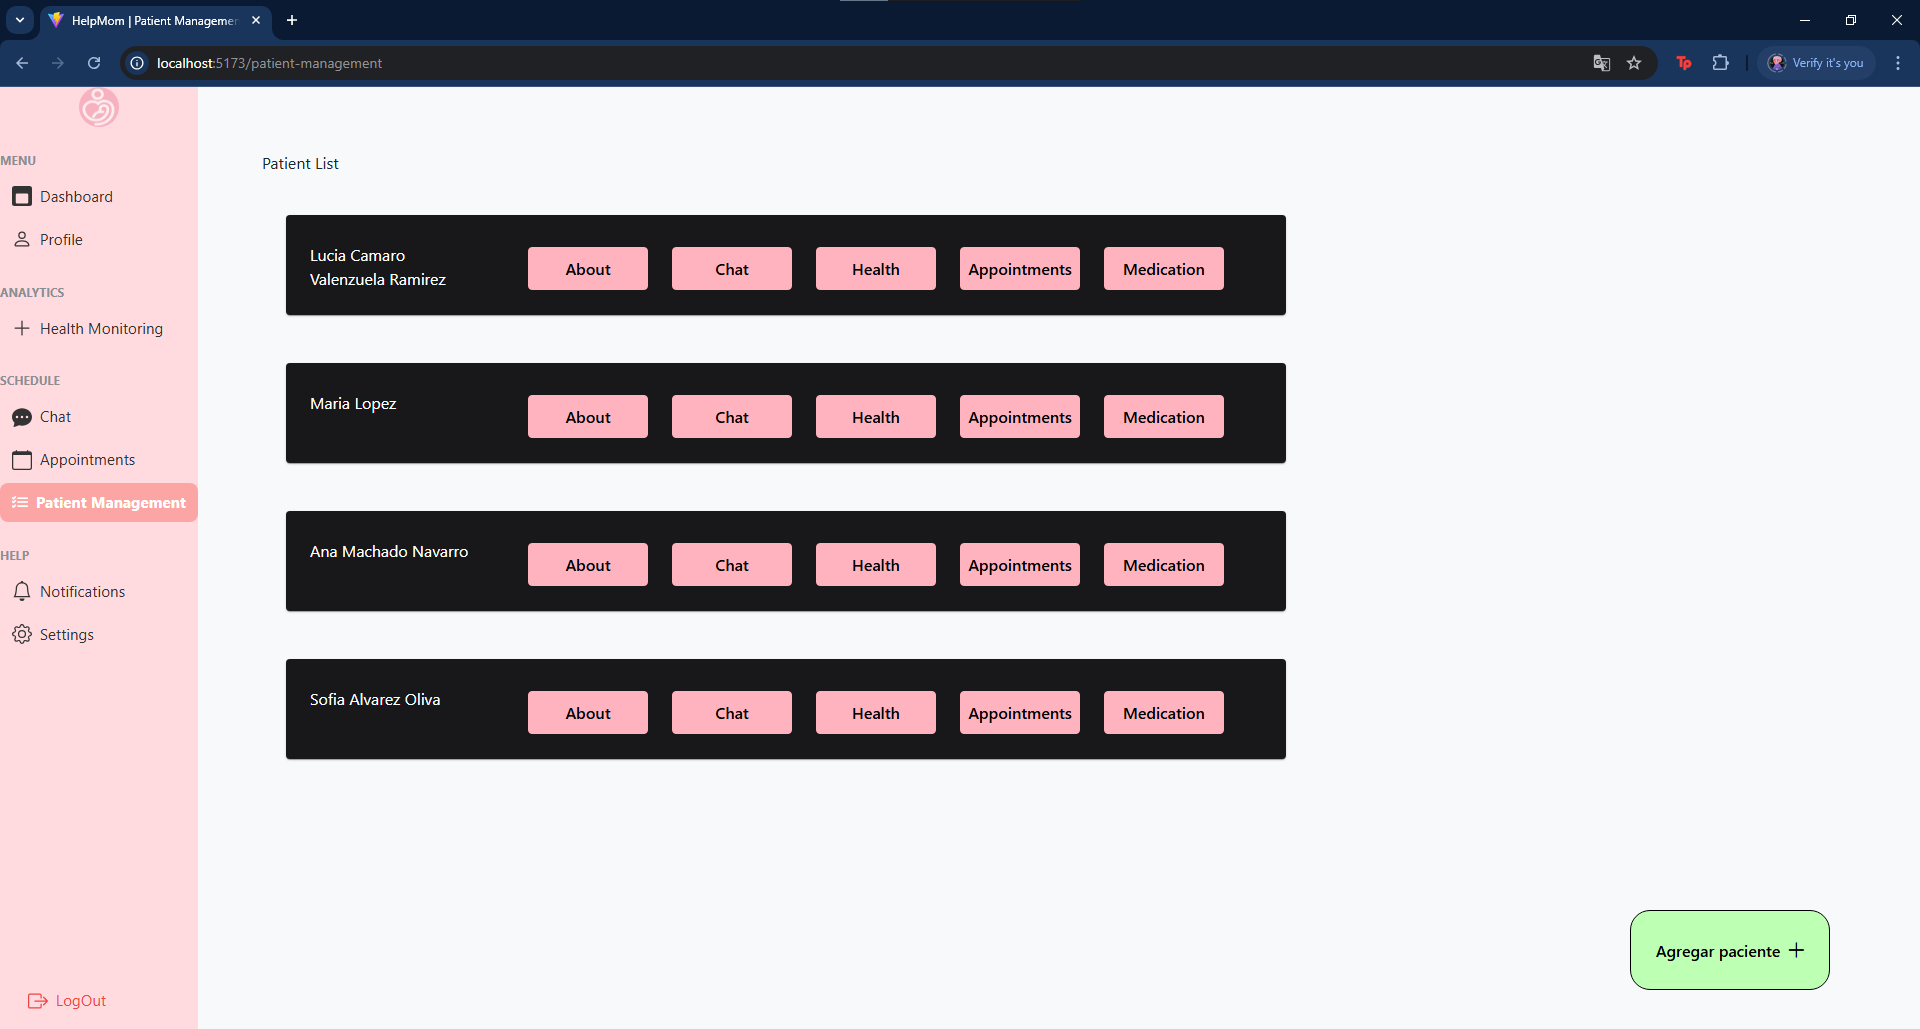 HelpMom | Patient Managemen
localhost:5173/patient-management
Tp
Verify it's you
MENU
Dashboard
Profile
ANALYTICS
Health Monitoring
SCHEDULE
Chat
Appointments
Patient Management
HELP
Notifications
Settings
LogOut
Patient List
Lucia Camaro
Valenzuela Ramirez
About Chat Health Appointments Medication
Maria Lopez
About Chat Health Appointments Medication
Ana Machado Navarro
About Chat Health Appointments Medication
Sofia Alvarez Oliva
About Chat Health Appointments Medication
Agregar paciente +